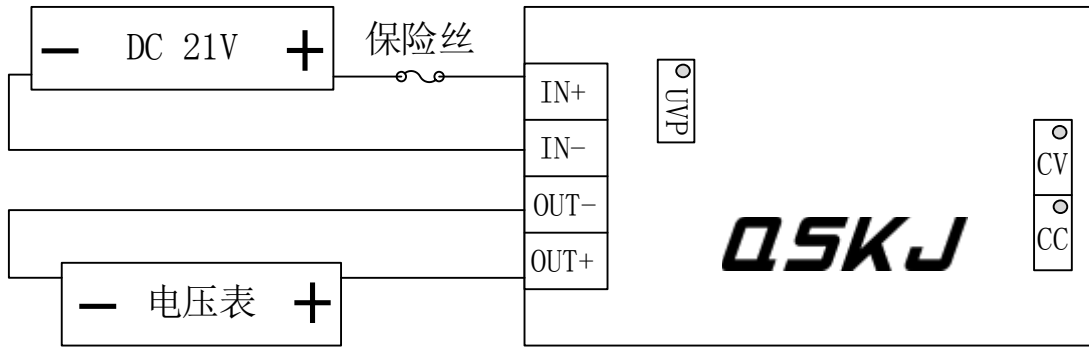 DC 21V
保险丝
IN+
IN-
OUT-
OUT+
UVP
CV
CC
QSKJ
电压表